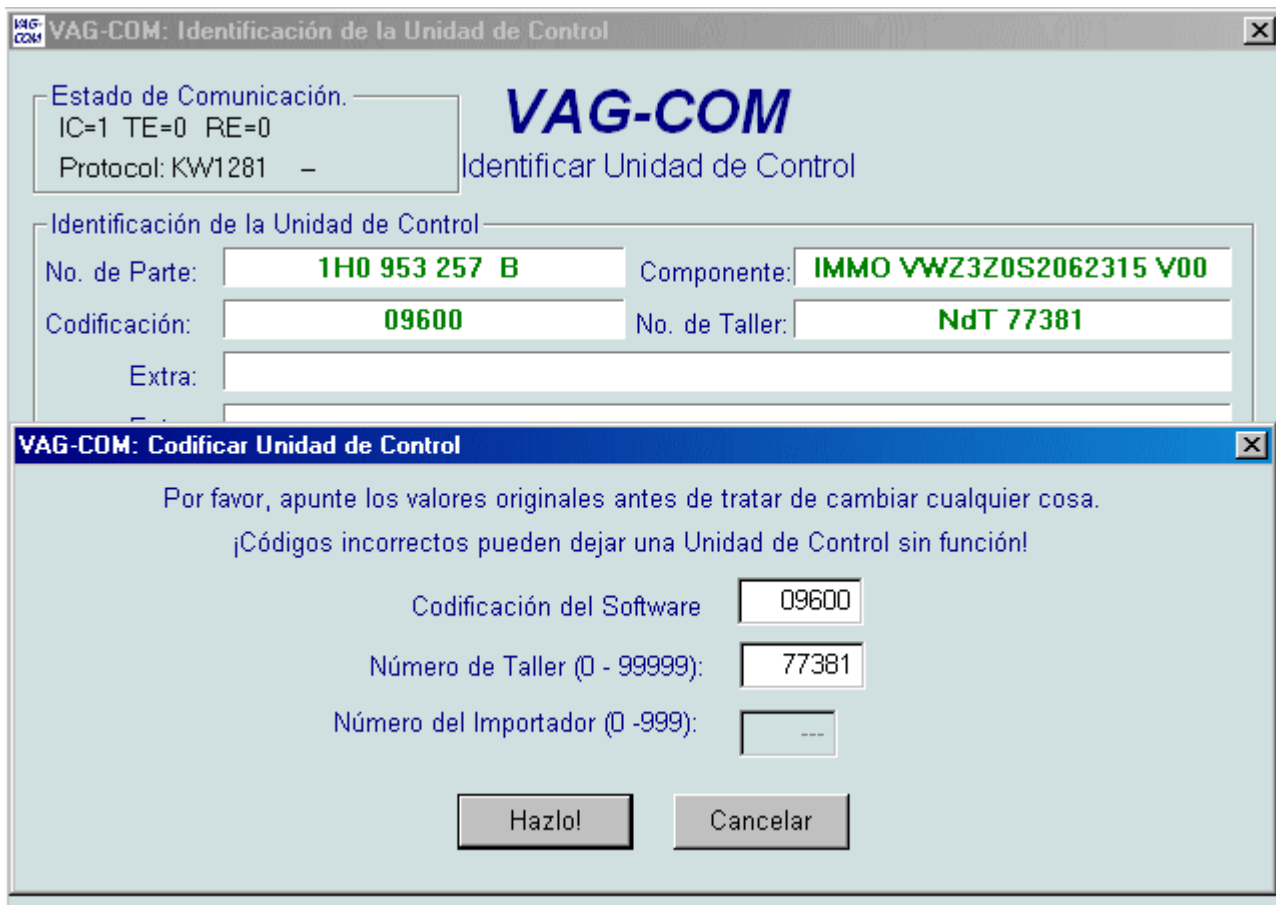 VAG-COM VAG-COM: Identificación de la Unidad de Control
Estado de Comunicación.
IC=1 TE=0 RE=0
Protocol: KW1281 –
VAG-COM
Identificar Unidad de Control
Identificación de la Unidad de Control
No. de Parte: 1H0 953 257 B Componente: IMMO VWZ3Z0S2062315 V00
Codificación: 09600 No. de Taller: NdT 77381
Extra:
VAG-COM: Codificar Unidad de Control
Por favor, apunte los valores originales antes de tratar de cambiar cualquier cosa.
¡Códigos incorrectos pueden dejar una Unidad de Control sin función!
Codificación del Software 09600
Número de Taller (0 - 99999): 77381
Número del Importador (0 -999): ---
Hazlo! Cancelar